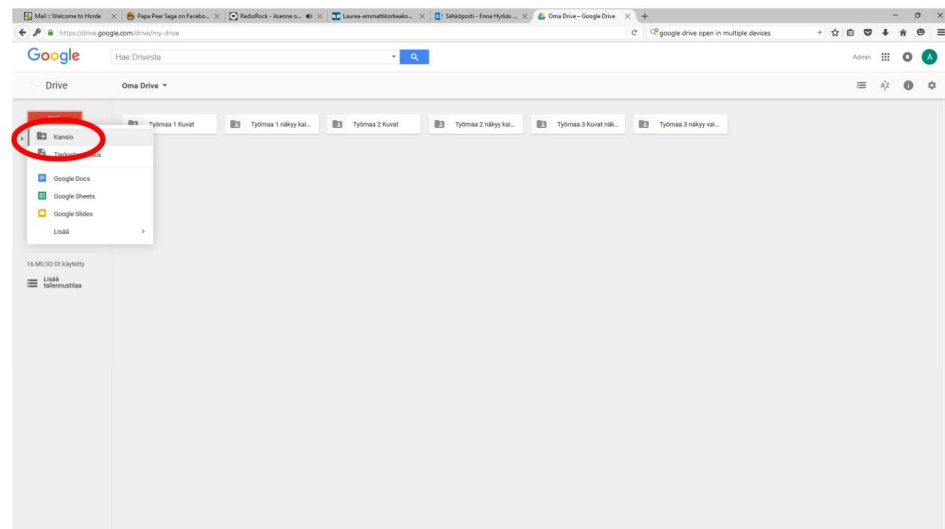 Mail :: Welcome to Horde
Papa Pear Saga on Facebo...
RadioRock - Asenne o...
Laurea-ammattikorkeako...
Sähköposti - Enna Hyrkäs ...
Oma Drive – Google Drive
https://drive.google.com/drive/my-drive
google drive open in multiple devices
Google
Hae Drivesta
Admin
A
Drive
Oma Drive
AZ
Työmaa 1 Kuvat
Työmaa 1 näkyy kai...
Työmaa 2 Kuvat
Työmaa 2 näkyy kai...
Työmaa 3 Kuvat näk...
Työmaa 3 näkyy vai...
Kansio
Google Docs
Google Sheets
Google Slides
Lisää
16 Mt/30 Gt käytetty
Lisää
tallennustilaa